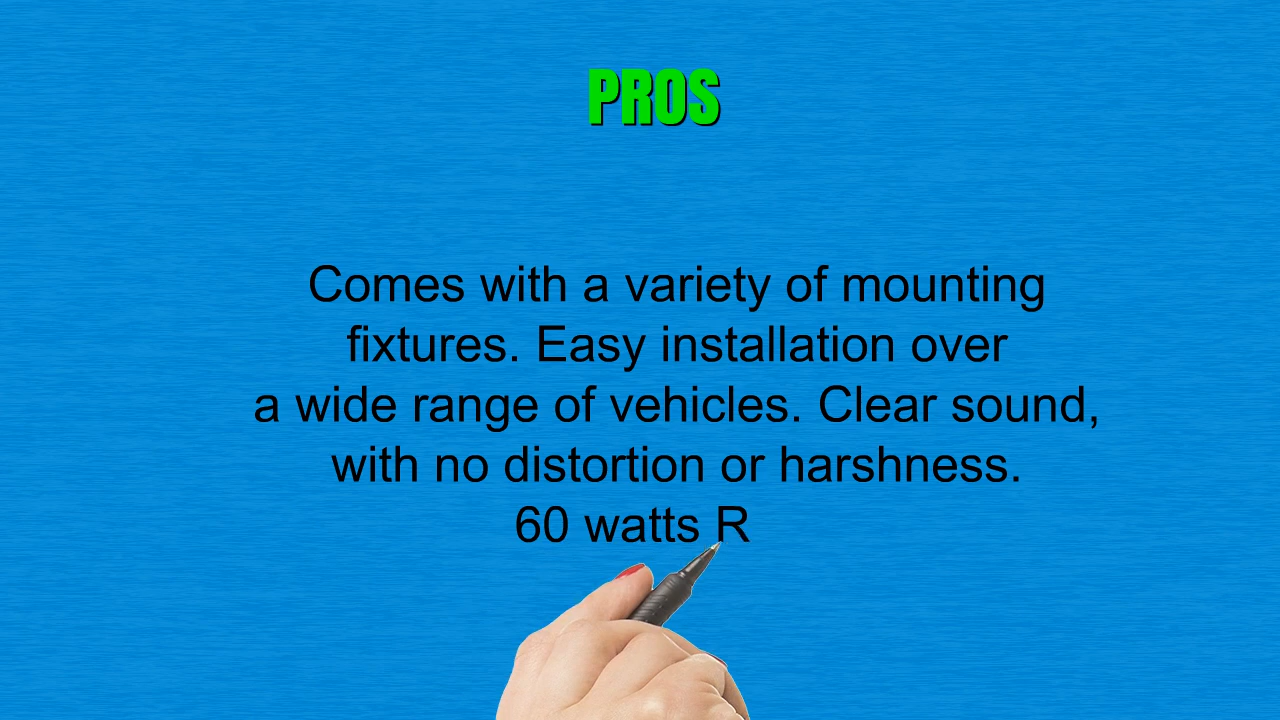 PROS
Comes with a variety of mounting
fixtures. Easy installation over
a wide range of vehicles. Clear sound,
with no distortion or harshness.
60 watts R